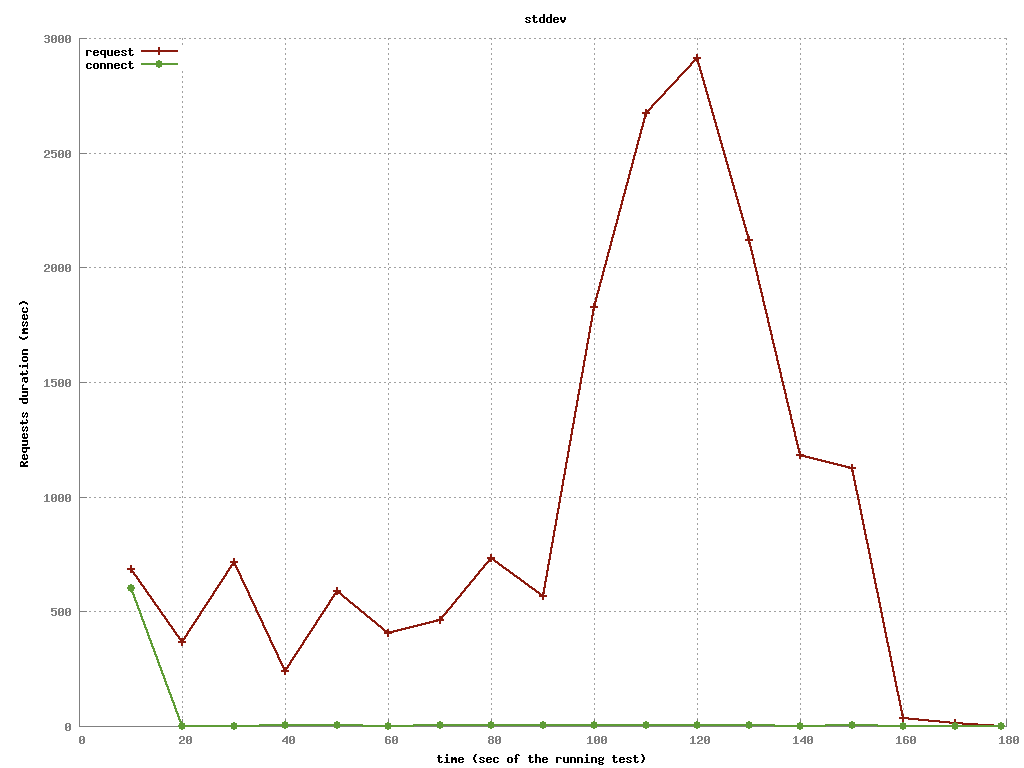 stddev
3000
request
connect
2500
2000
1500
1000
500
0
Requests duration (msec)
0 20 40 60 80 100 120 140 160 180
time (sec of the running test)